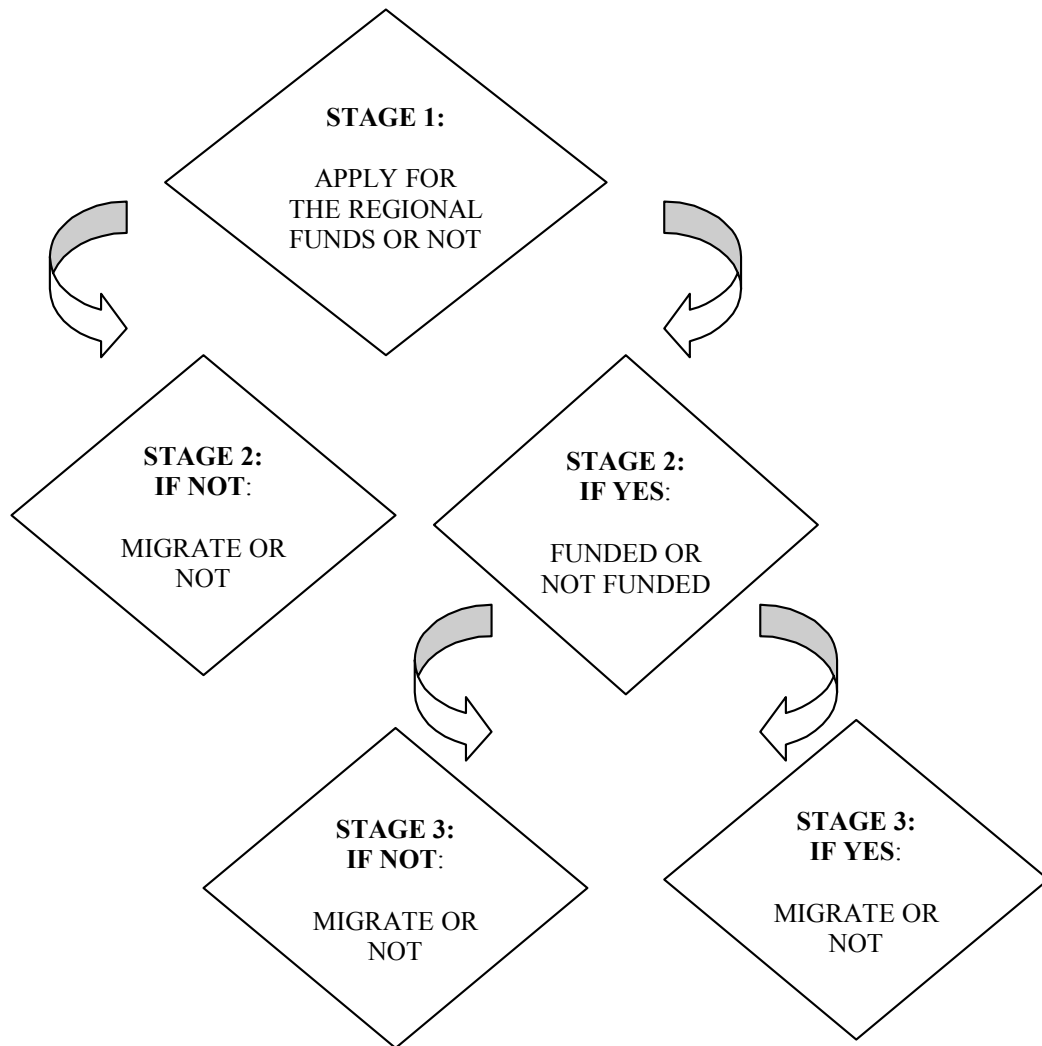 STAGE 1:
APPLY FOR
THE REGIONAL
FUNDS OR NOT
STAGE 2:
IF NOT:
MIGRATE OR
NOT
STAGE 2:
IF YES:
FUNDED OR
NOT FUNDED
STAGE 3:
IF NOT:
MIGRATE OR
NOT
STAGE 3:
IF YES:
MIGRATE OR
NOT